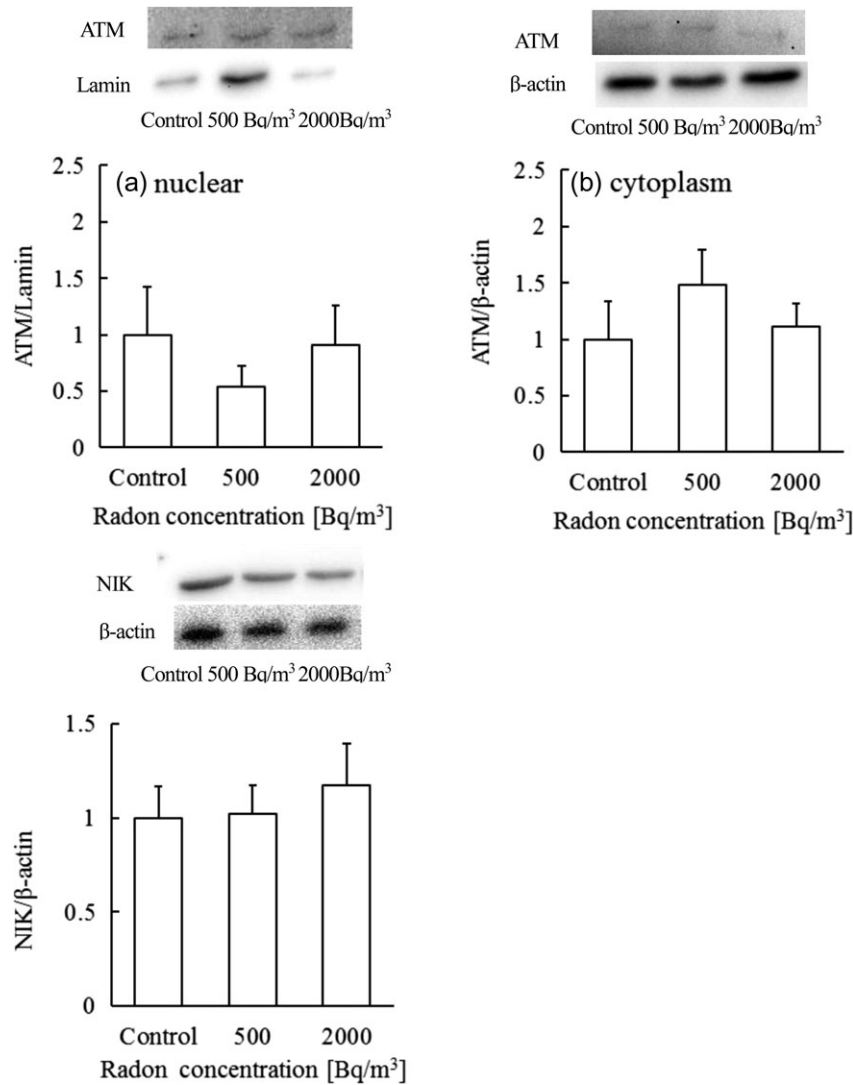 ATM
Lamin
Control 500 Bq/m³ 2000Bq/m³
2.5
2
1.5
1
0.5
0
(a) nuclear
ATM/Lamin
Control 500 2000
Radon concentration [Bq/m³]
ATM
β-actin
Control 500 Bq/m³ 2000Bq/m³
2.5
2
1.5
1
0.5
0
(b) cytoplasm
ATM/β-actin
Control 500 2000
Radon concentration [Bq/m³]
NIK
β-actin
Control 500 Bq/m³ 2000Bq/m³
1.5
1
0.5
0
NIK/β-actin
Control 500 2000
Radon concentration [Bq/m³]